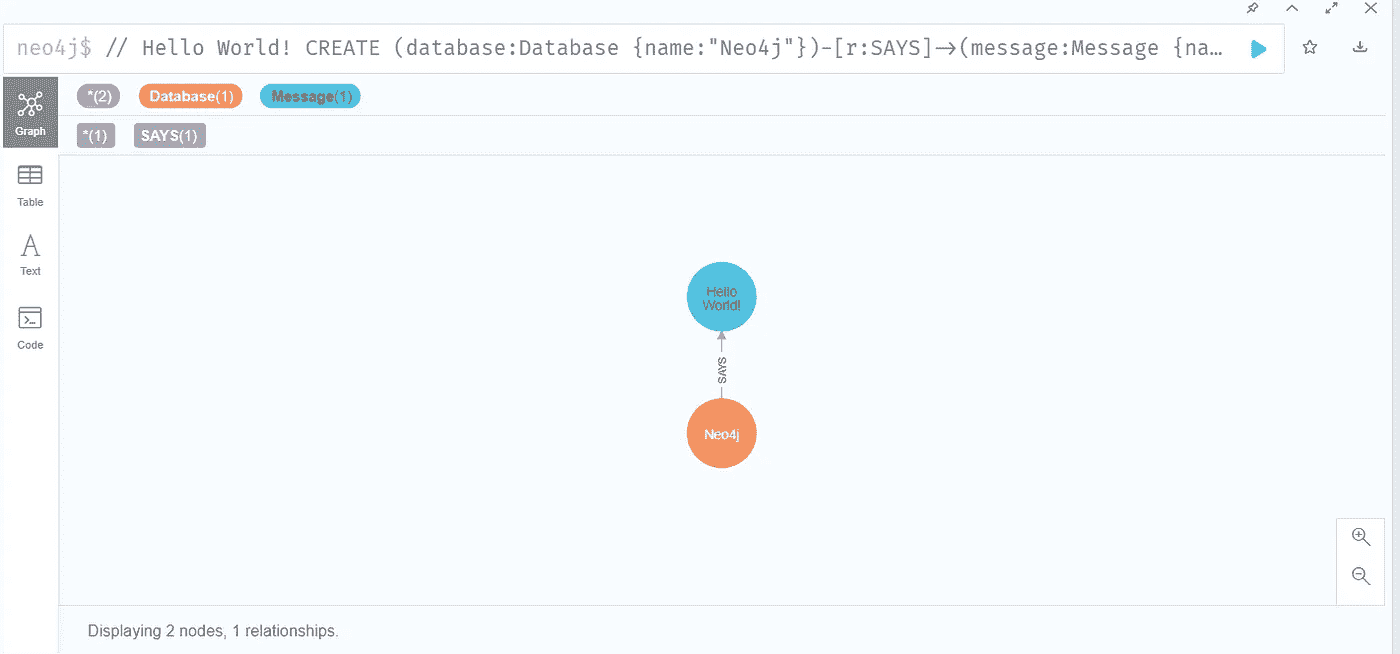 neo4j$ // Hello World! CREATE (database:Database {name:"Neo4j"})-[r:SAYS]→(message:Message {na…
*(2) Database(1) Message(1)
Graph
*(1) SAYS(1)
Table
Text
Code
Hello
World!
SAYS
Neo4j
Displaying 2 nodes, 1 relationships.